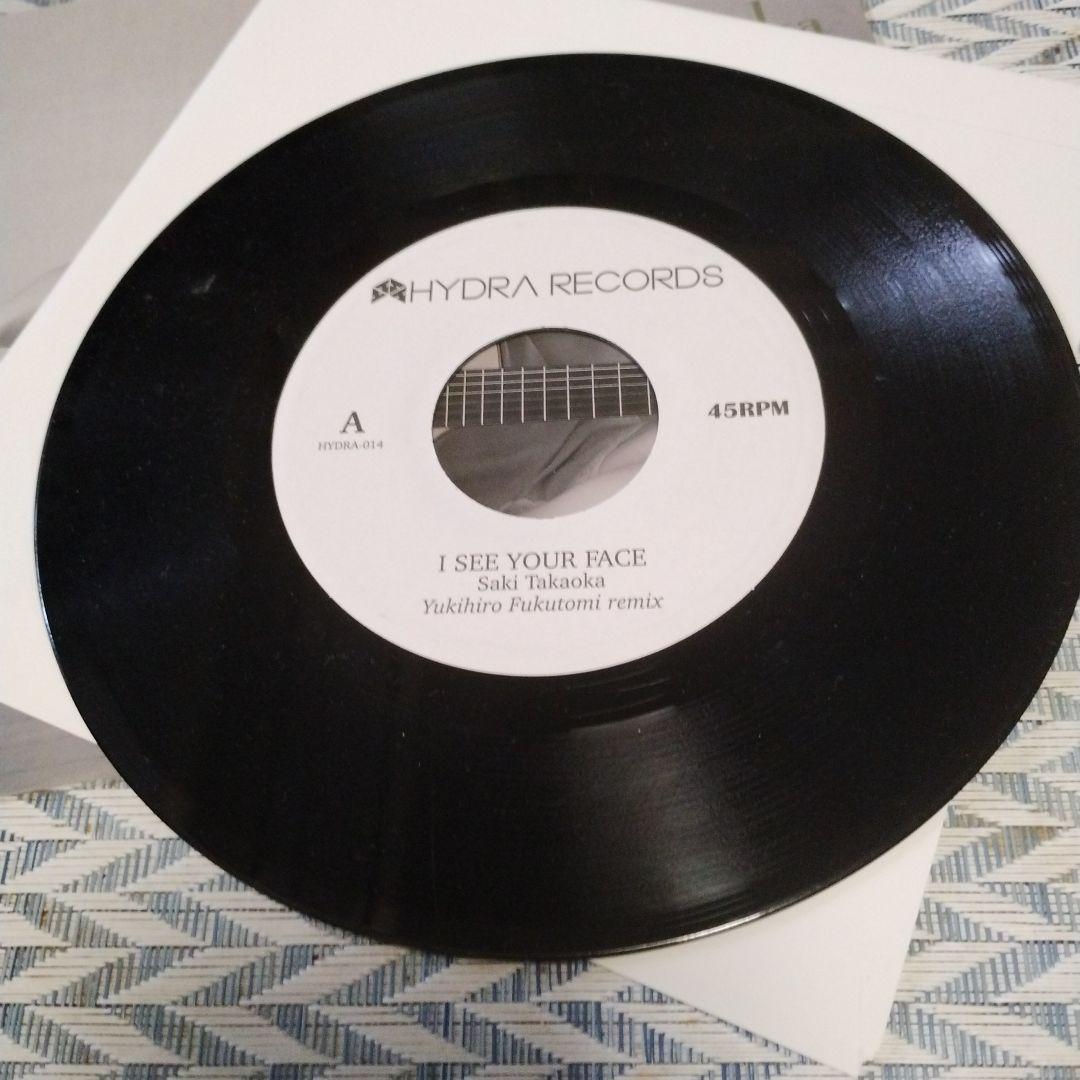 HYDRA RECORDS
A
HYDRA-014
45RPM
I SEE YOUR FACE
Saki Takaoka
Yukihiro Fukutomi remix